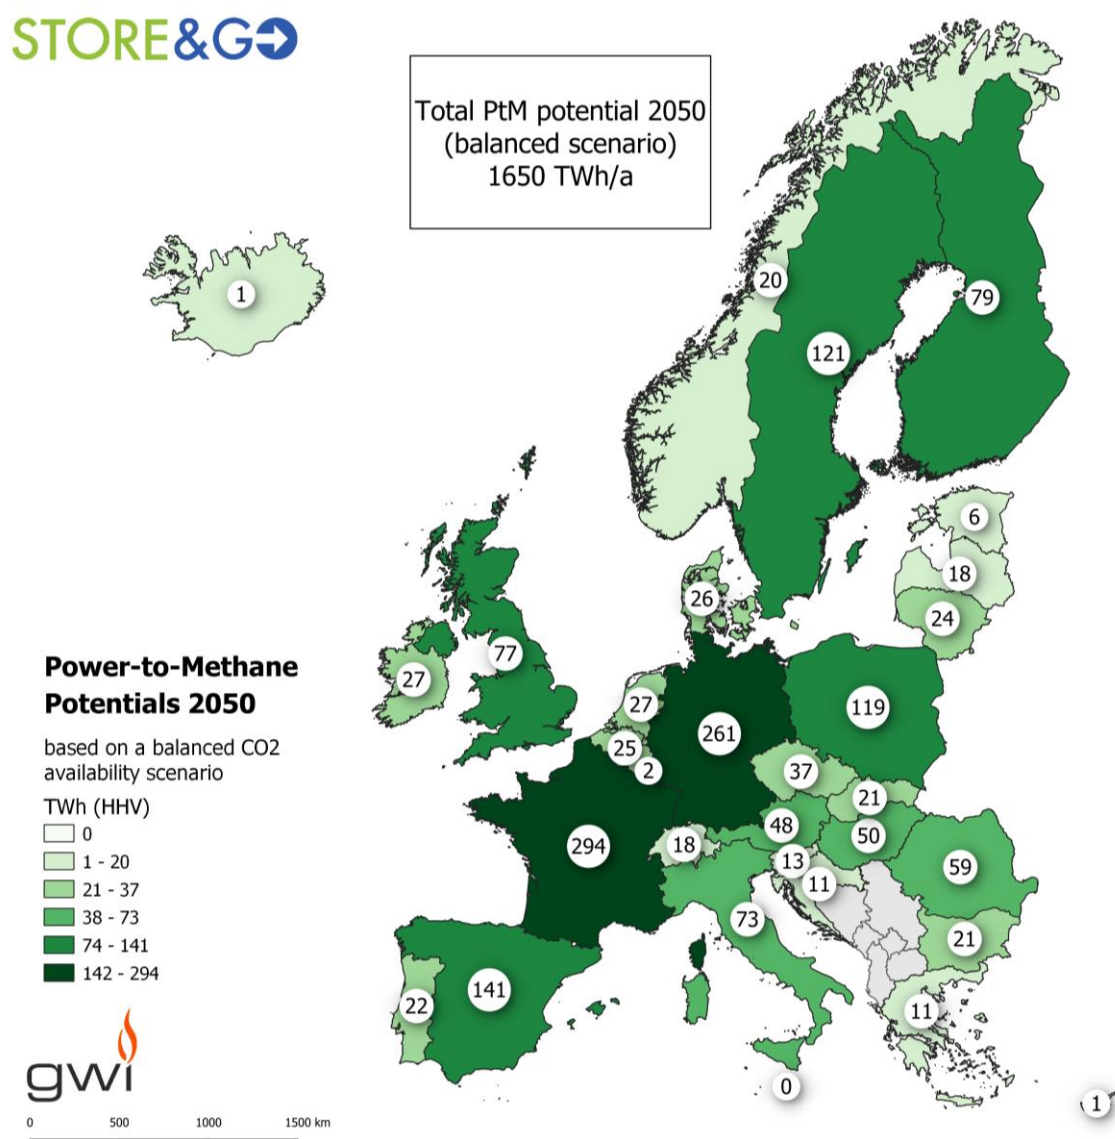 STORE&GO
Total PtM potential 2050
(balanced scenario)
1650 TWh/a
1
20
79
121
6
18
24
26
77
27
27
25
2
261
119
37
21
48
50
294
18
13
11
59
73
21
141
22
11
0
1
Power-to-Methane
Potentials 2050
based on a balanced CO2
availability scenario
TWh (HHV)
0
1 - 20
21 - 37
38 - 73
74 - 141
142 - 294
gwi
0 500 1000 1500 km